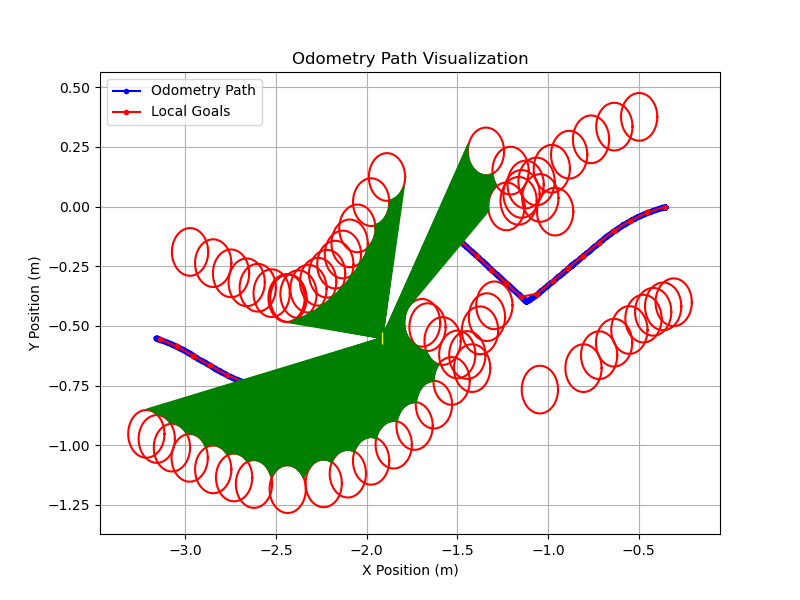 Odometry Path Visualization
Odometry Path
Local Goals
Y Position (m)
0.50
0.25
0.00
−0.25
−0.50
−0.75
−1.00
−1.25
−3.0 −2.5 −2.0 −1.5 −1.0 −0.5
X Position (m)